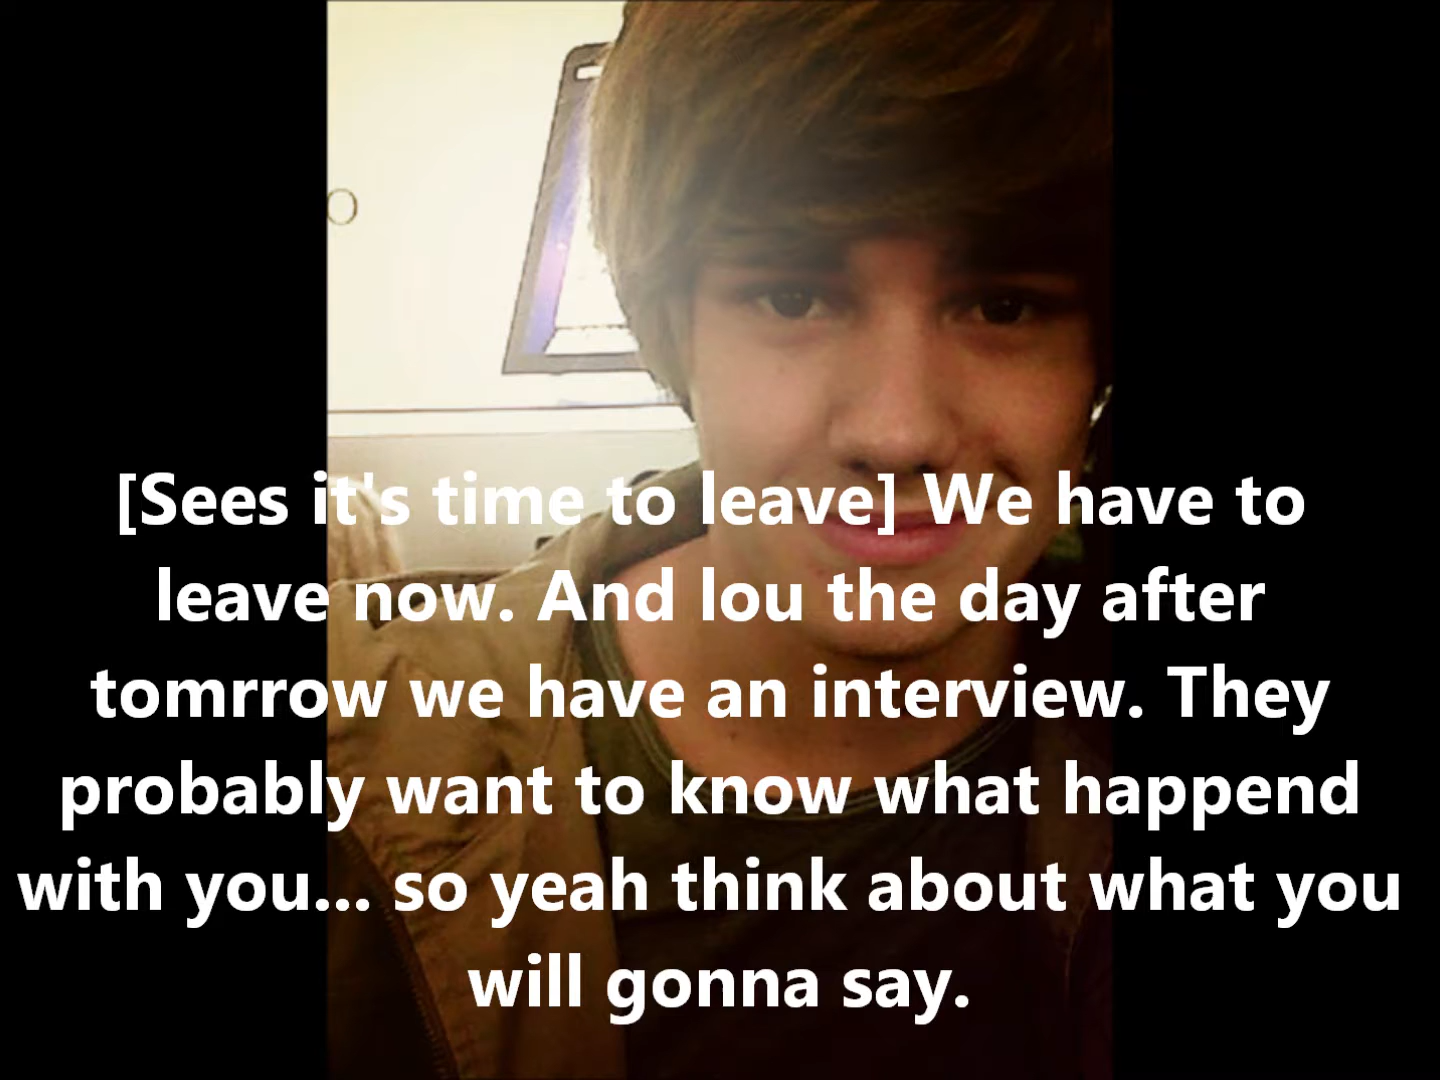 [Sees it's time to leave] We have to
leave now. And lou the day after
tomrrow we have an interview. They
probably want to know what happend
with you... so yeah think about what you
will gonna say.